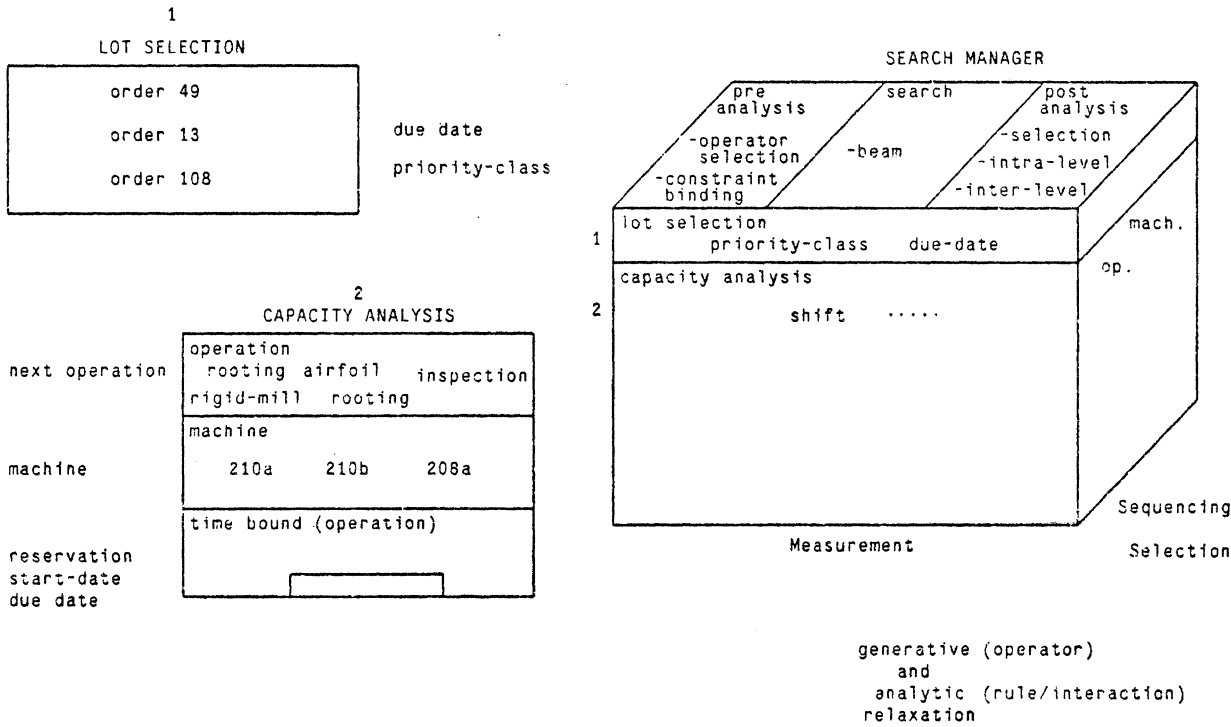 1
LOT SELECTION
order 49
order 13
order 108
due date
priority-class
2
CAPACITY ANALYSIS
next operation
operation
rooting airfoil inspection
rigid-mill rooting
machine
machine
210a 210b 208a
time bound (operation)
reservation
start-date
due date
SEARCH MANAGER
pre
analysis
-operator
selection
-constraint
binding
search
-beam
post
analysis
-selection
-intra-level
-inter-level
1
lot selection
priority-class due-date
2
capacity analysis
shift .....
mach.
op.
Measurement
Sequencing
Selection
generative (operator)
and
analytic (rule/interaction)
relaxation